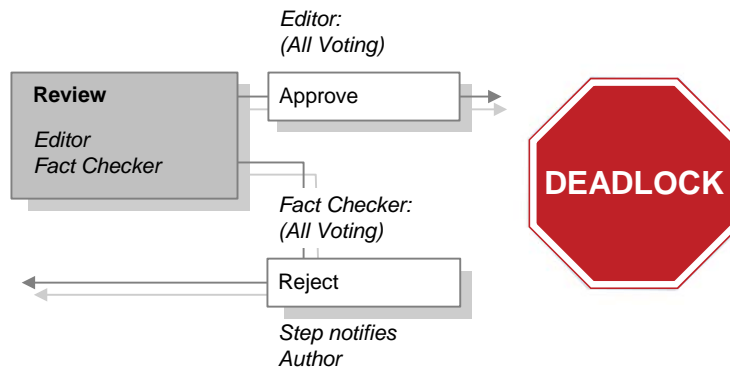 Editor:
(All Voting)
Review
Approve
Editor
Fact Checker
DEADLOCK
Fact Checker:
(All Voting)
Reject
Step notifies
Author